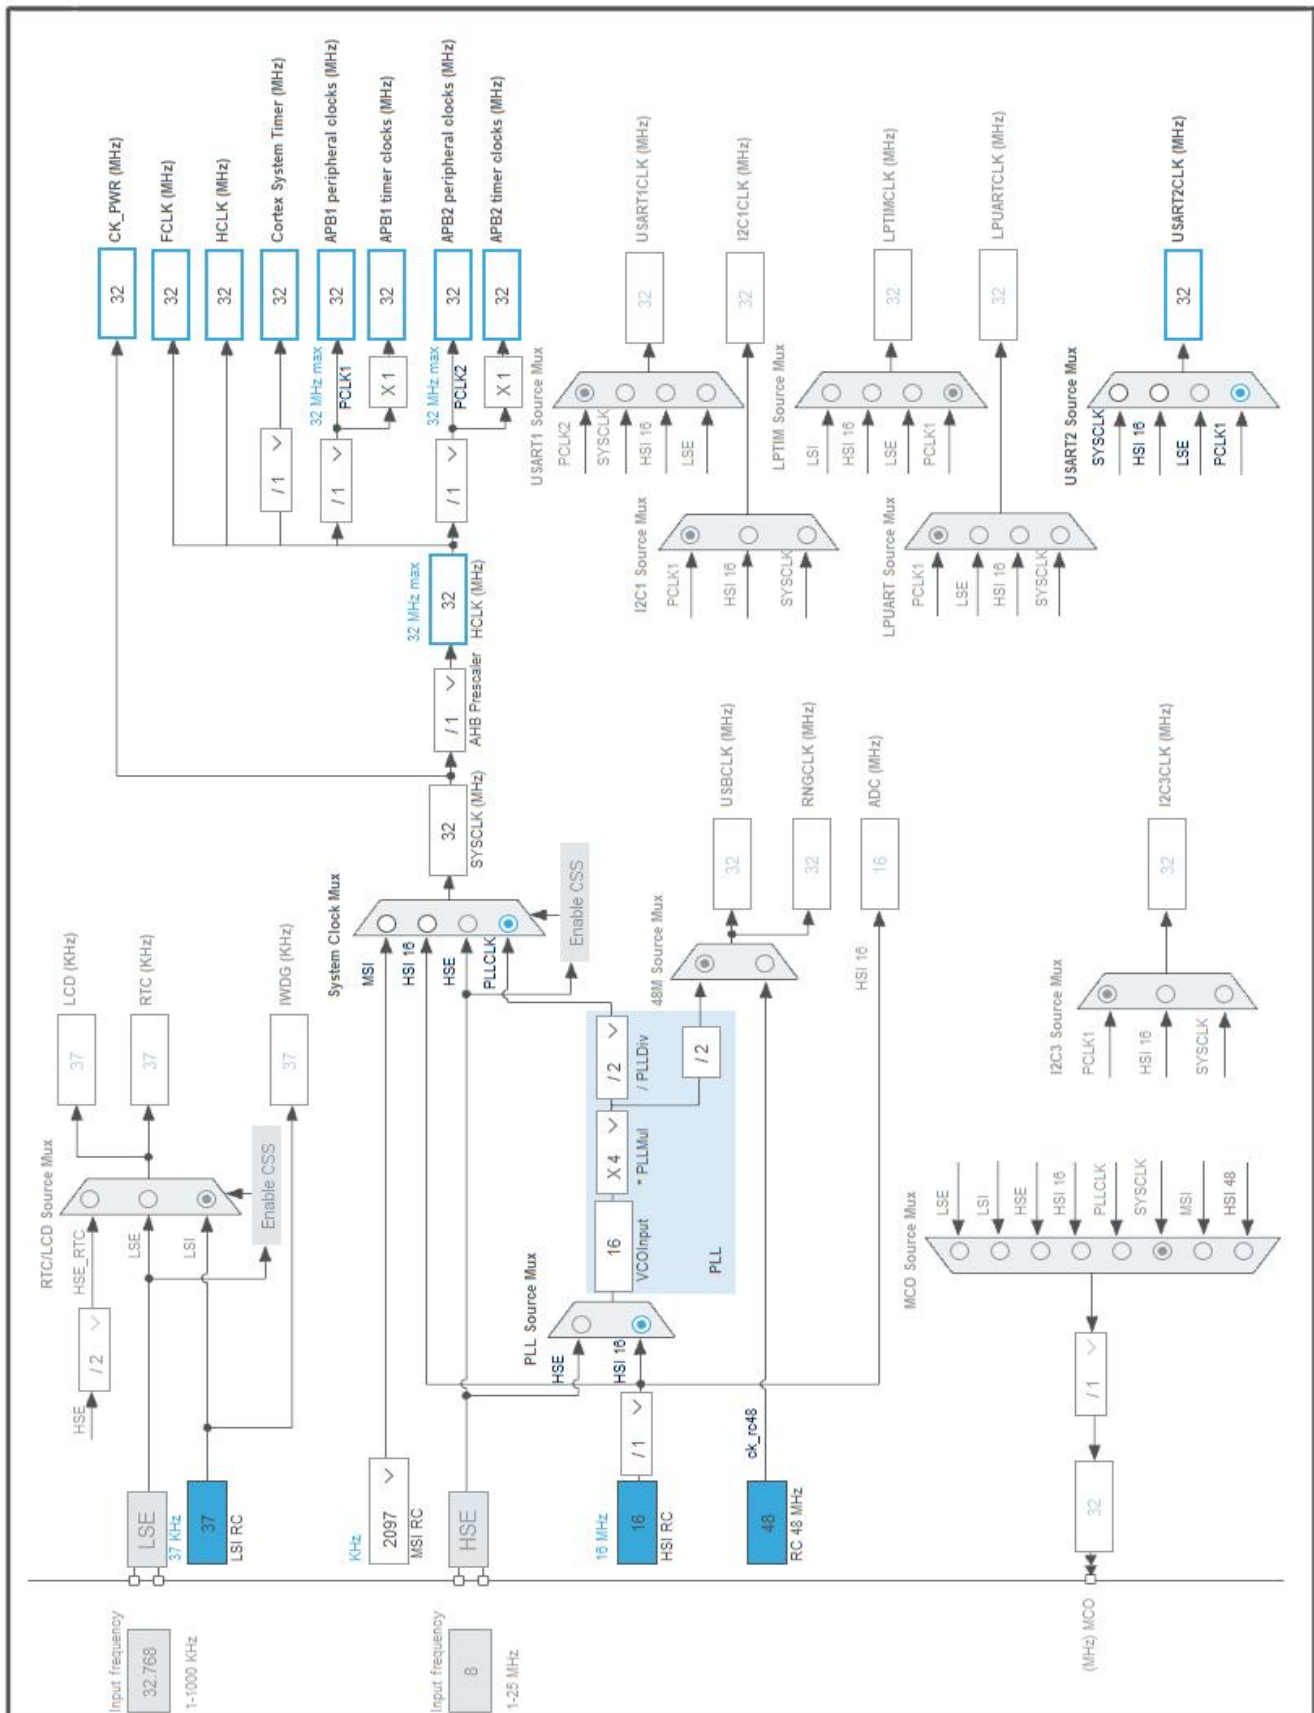 Input frequency
32.768
1-1000 KHz
LSE
37 KHz
37
LSI RC
HSE
/ 2
HSE_RTC
LSE
LSI
RTC/LCD Source Mux
Enable CSS
37
LCD (KHz)
37
RTC (KHz)
37
IWDG (KHz)
KHz
2097
MSI RC
Input frequency
8
1-25 MHz
HSE
16 MHz
16
HSI RC
/ 1
48
RC 48 MHz
ck_rc48
PLL Source Mux
HSE
HSI 16
16
VCOInput
X 4
* PLLMul
/ 2
/ PLLDiv
/ 2
PLL
System Clock Mux
MSI
HSI 16
HSE
PLLCLK
Enable CSS
48M Source Mux
32
USBCLK (MHz)
32
RNGCLK (MHz)
HSI 16
16
ADC (MHz)
32
SYSCLK (MHz)
/ 1
AHB Prescaler
32 MHz max
32
HCLK (MHz)
32
CK_PWR (MHz)
32
FCLK (MHz)
32
HCLK (MHz)
/ 1
32
Cortex System Timer (MHz)
/ 1
32 MHz max
PCLK1
32
APB1 peripheral clocks (MHz)
X 1
32
APB1 timer clocks (MHz)
/ 1
32 MHz max
PCLK2
32
APB2 peripheral clocks (MHz)
X 1
32
APB2 timer clocks (MHz)
USART1 Source Mux
PCLK2
SYSCLK
HSI 16
LSE
32
USART1CLK (MHz)
I2C1 Source Mux
PCLK1
HSI 16
SYSCLK
32
I2C1CLK (MHz)
LPTIM Source Mux
LSI
HSI 16
LSE
PCLK1
32
LPTIMCLK (MHz)
LPUART Source Mux
PCLK1
LSE
HSI 16
SYSCLK
32
LPUARTCLK (MHz)
USART2 Source Mux
SYSCLK
HSI 16
LSE
PCLK1
32
USART2CLK (MHz)
I2C3 Source Mux
PCLK1
HSI 16
SYSCLK
32
I2C3CLK (MHz)
MCO Source Mux
LSE
LSI
HSE
HSI 16
PLLCLK
SYSCLK
MSI
HSI 48
/ 1
32
(MHz) MCO